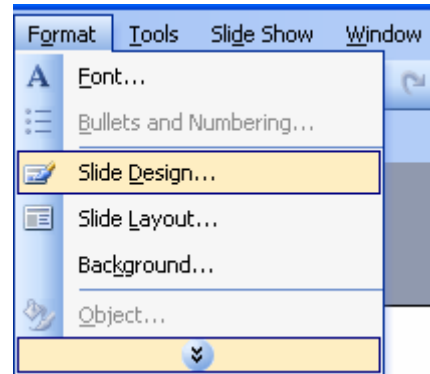 Format Tools Slide Show Window
A Font...
Bullets and Numbering...
Slide Design...
Slide Layout...
Background...
Object...